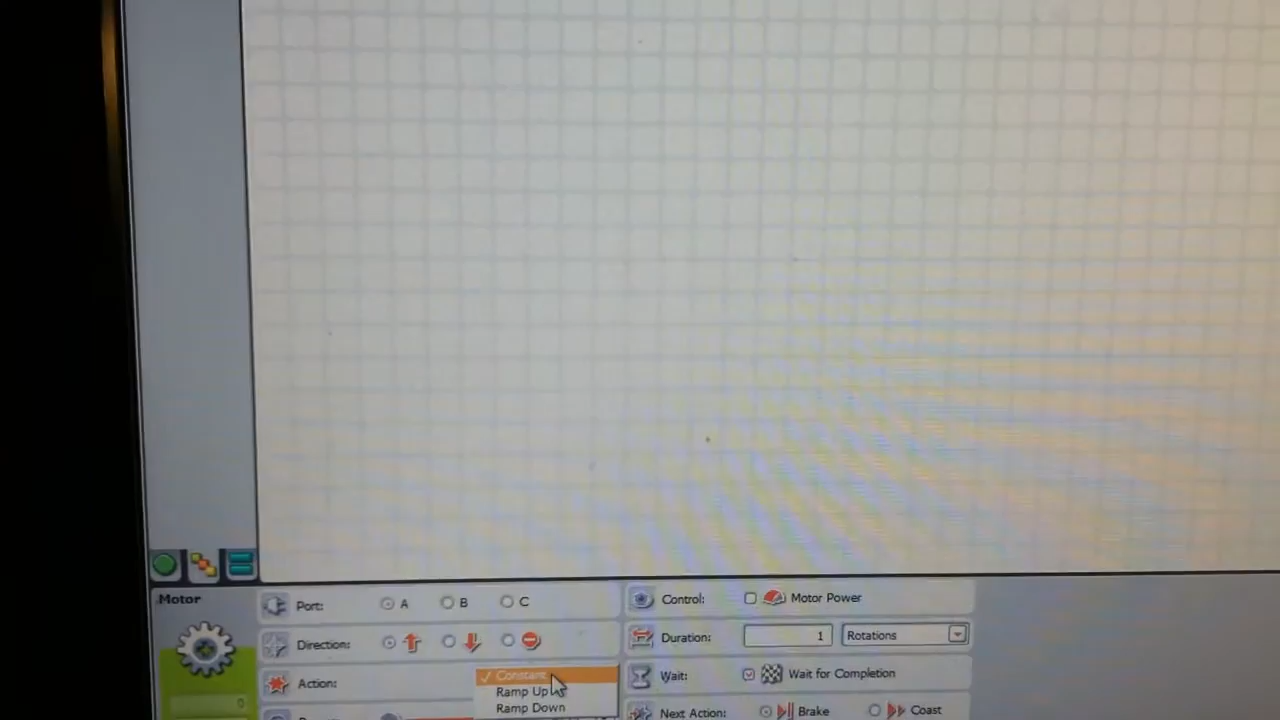 Motor
Port: A B C
Direction:
Action: Constant
Ramp Up
Ramp Down
0
Control: Motor Power
Duration: 1 Rotations
Wait: Wait for Completion
Next Action: Brake Coast